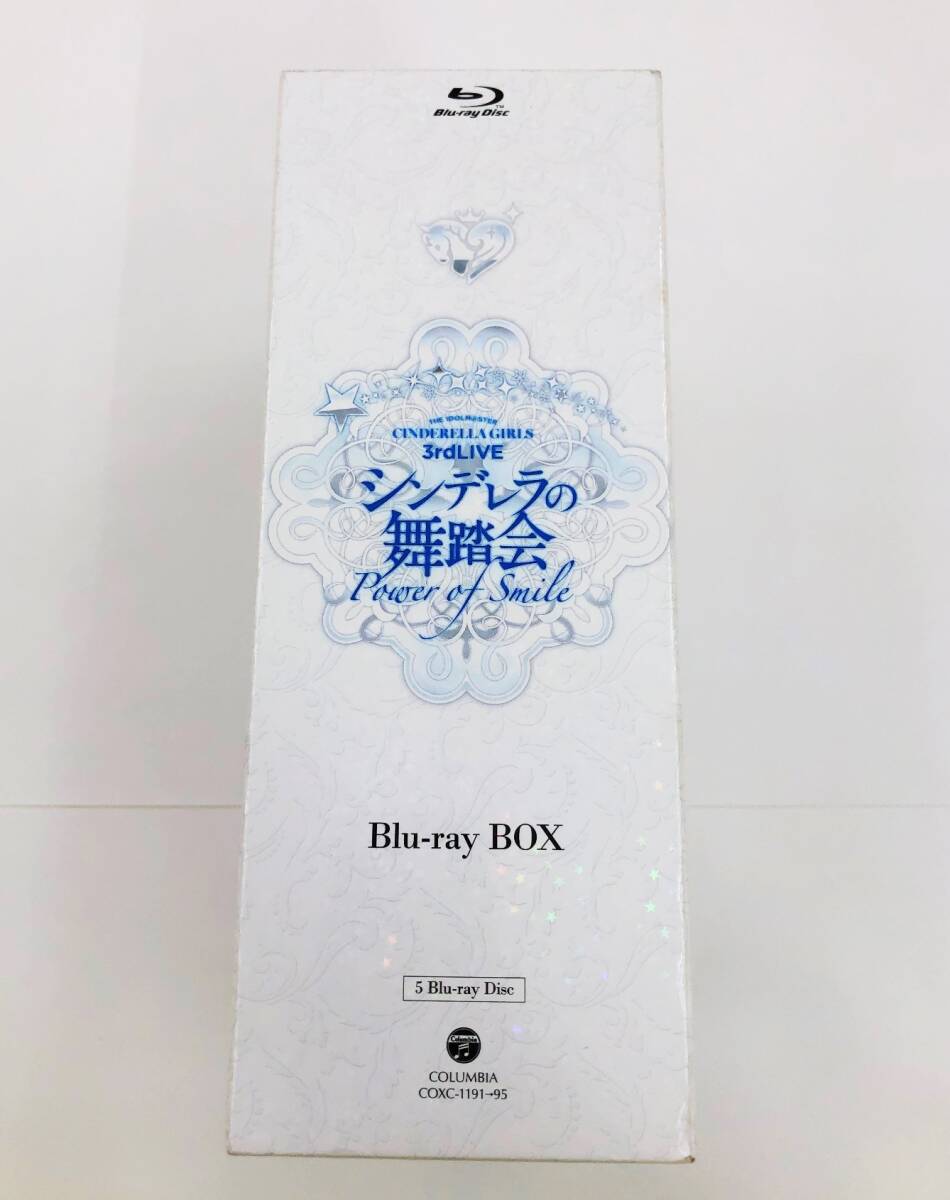 Blu-ray Disc™
THE IDOLM@STER
CINDERELLA GIRLS
3rdLIVE
シンデレラの
舞踏会
Power of Smile
Blu-ray BOX
5 Blu-ray Disc
COLUMBIA
COXC-1191→95